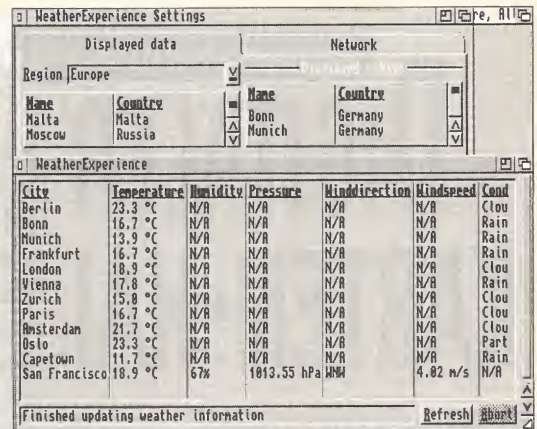 WeatherExperience Settings
re, All
Displayed data
Network
Region Europe
Name Country
Malta Malta
Moscow Russia
Name Country
Bonn Germany
Munich Germany
WeatherExperience
City Temperature Humidity Pressure Winddirection Windspeed Cond
Berlin 23.3 °C N/A N/A N/A N/A Clou
Bonn 16.7 °C N/A N/A N/A N/A Rain
Munich 13.9 °C N/A N/A N/A N/A Rain
Frankfurt 16.7 °C N/A N/A N/A N/A Rain
London 18.9 °C N/A N/A N/A N/A Clou
Vienna 17.8 °C N/A N/A N/A N/A Rain
Zurich 15.0 °C N/A N/A N/A N/A Clou
Paris 16.7 °C N/A N/A N/A N/A Clou
Amsterdam 21.7 °C N/A N/A N/A N/A Clou
Oslo 23.3 °C N/A N/A N/A N/A Part
Capetown 11.7 °C N/A N/A N/A N/A Rain
San Francisco 18.9 °C 67% 1013.55 hPa WNW 4.02 m/s N/A
Finished updating weather information
Refresh Abort